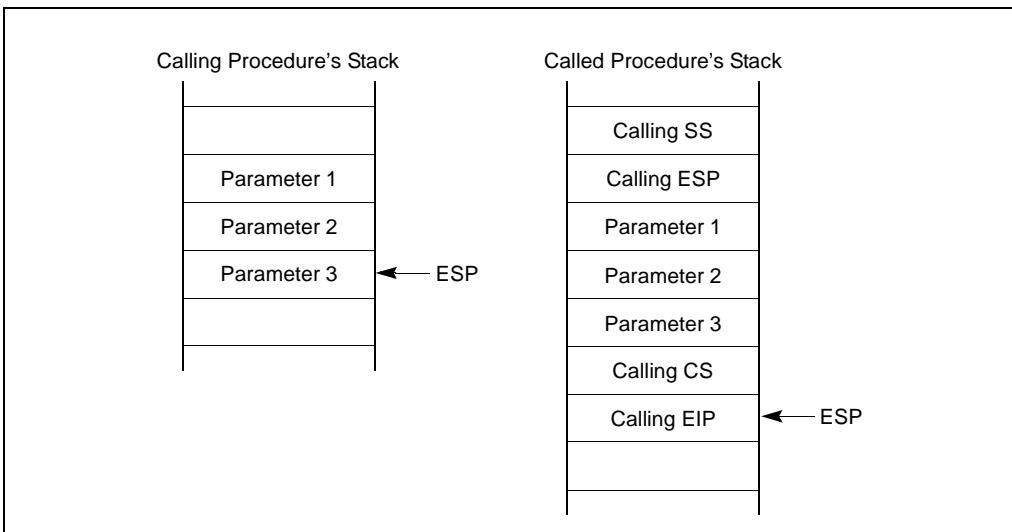 Calling Procedure's Stack
Parameter 1
Parameter 2
Parameter 3
ESP
Called Procedure's Stack
Calling SS
Calling ESP
Parameter 1
Parameter 2
Parameter 3
Calling CS
Calling EIP
ESP